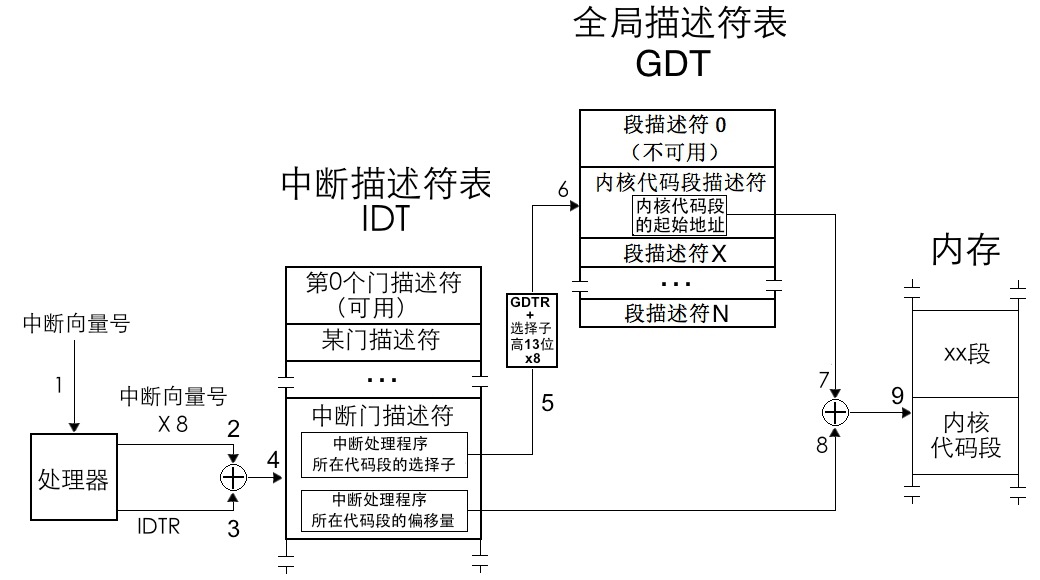 全局描述符表
GDT
段描述符 0
（不可用）
内核代码段描述符
内核代码段
的起始地址
段描述符X
...
段描述符N
中断描述符表
IDT
第0个门描述符
（可用）
某门描述符
...
中断门描述符
中断处理程序
所在代码段的选择子
中断处理程序
所在代码段的偏移量
中断向量号
1
处理器
中断向量号
X 8
2
IDTR
3
4
5
GDTR
+
选择子
高13位
x8
6
7
8
9
内存
xx段
内核
代码段